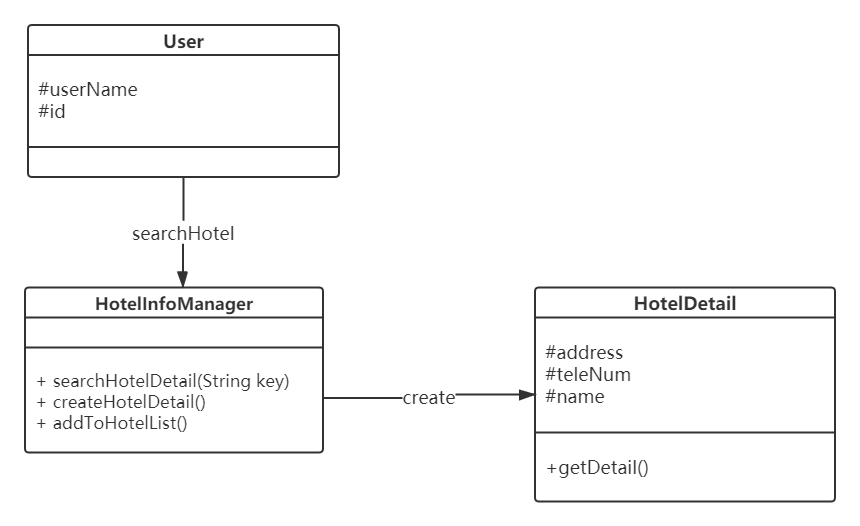 User
#userName
#id
searchHotel
HotelInfoManager
+ searchHotelDetail(String key)
+ createHotelDetail()
+ addToHotelList()
create
HotelDetail
#address
#teleNum
#name
+getDetail()